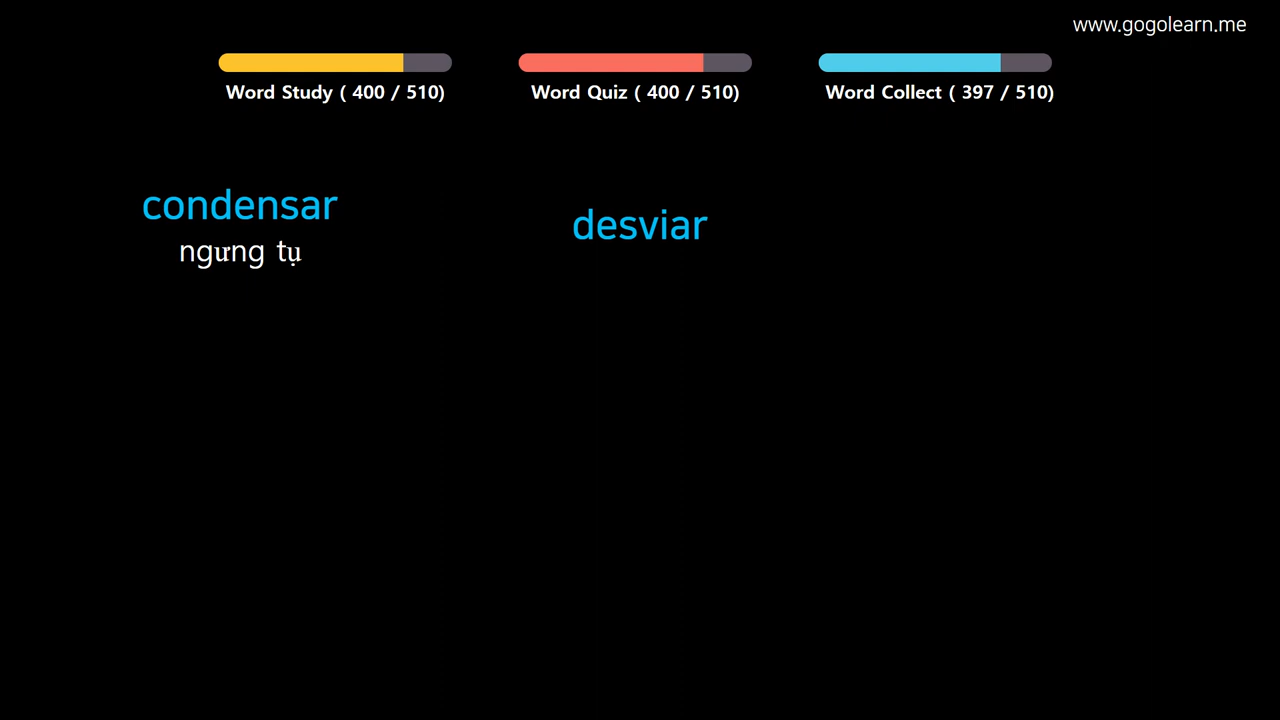 www.gogolearn.me
Word Study ( 400 / 510)
Word Quiz ( 400 / 510)
Word Collect ( 397 / 510)
condensar
ngưng tụ
desviar